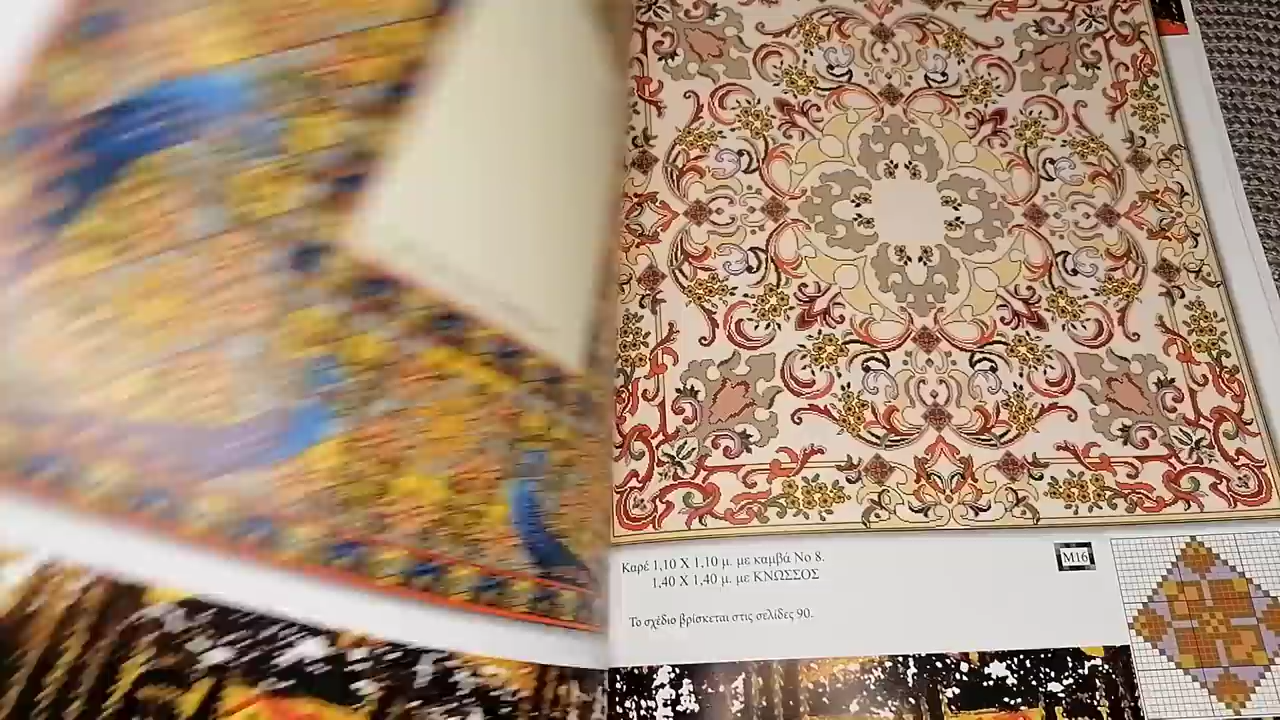 Καρέ 1,10 Χ 1,10 μ. με καμβά Νο 8.
1,40 Χ 1,40 μ. με ΚΝΩΣΣΟΣ
M16
Το σχέδιο βρίσκεται στις σελίδες 90.